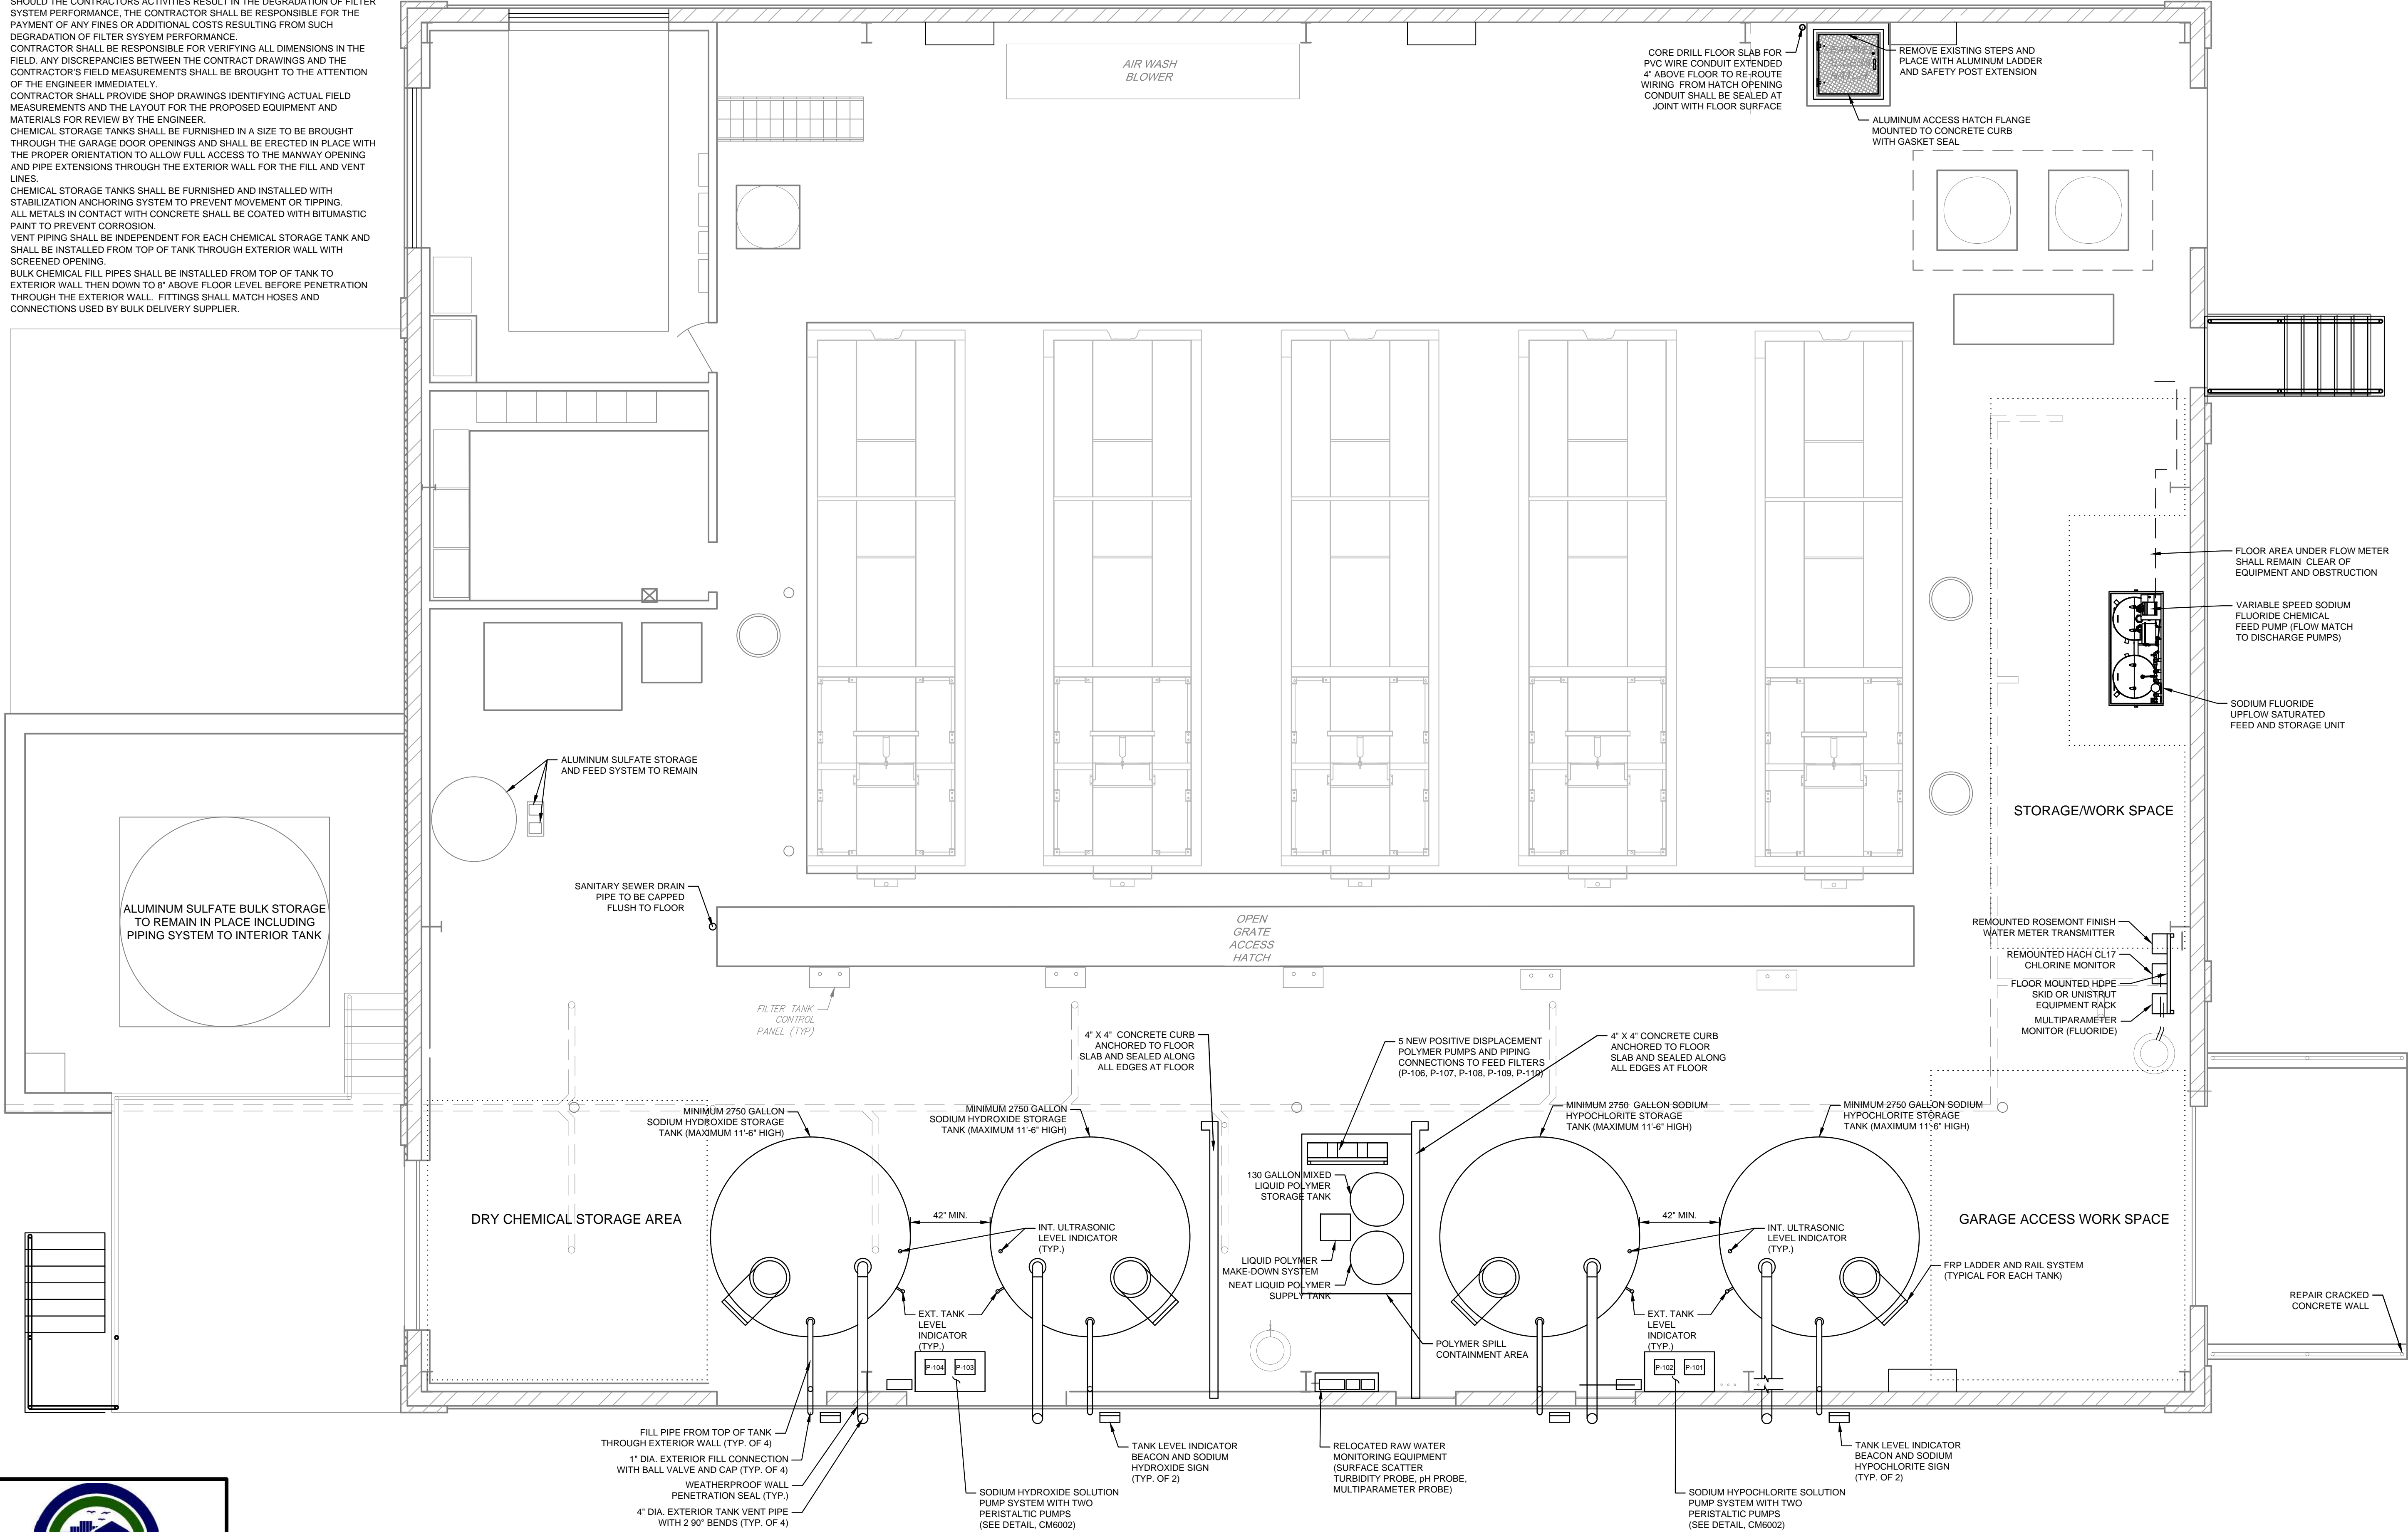 SHOULD THE CONTRACTORS ACTIVITIES RESULT IN THE DEGRADATION OF FILTER
SYSTEM PERFORMANCE, THE CONTRACTOR SHALL BE RESPONSIBLE FOR THE
PAYMENT OF ANY FINES OR ADDITIONAL COSTS RESULTING FROM SUCH
DEGRADATION OF FILTER SYSYEM PERFORMANCE.
CONTRACTOR SHALL BE RESPONSIBLE FOR VERIFYING ALL DIMENSIONS IN THE
FIELD. ANY DISCREPANCIES BETWEEN THE CONTRACT DRAWINGS AND THE
CONTRACTOR'S FIELD MEASUREMENTS SHALL BE BROUGHT TO THE ATTENTION
OF THE ENGINEER IMMEDIATELY.
CONTRACTOR SHALL PROVIDE SHOP DRAWINGS IDENTIFYING ACTUAL FIELD
MEASUREMENTS AND THE LAYOUT FOR THE PROPOSED EQUIPMENT AND
MATERIALS FOR REVIEW BY THE ENGINEER.
CHEMICAL STORAGE TANKS SHALL BE FURNISHED IN A SIZE TO BE BROUGHT
THROUGH THE GARAGE DOOR OPENINGS AND SHALL BE ERECTED IN PLACE WITH
THE PROPER ORIENTATION TO ALLOW FULL ACCESS TO THE MANWAY OPENING
AND PIPE EXTENSIONS THROUGH THE EXTERIOR WALL FOR THE FILL AND VENT
LINES.
CHEMICAL STORAGE TANKS SHALL BE FURNISHED AND INSTALLED WITH
STABILIZATION ANCHORING SYSTEM TO PREVENT MOVEMENT OR TIPPING.
ALL METALS IN CONTACT WITH CONCRETE SHALL BE COATED WITH BITUMASTIC
PAINT TO PREVENT CORROSION.
VENT PIPING SHALL BE INDEPENDENT FOR EACH CHEMICAL STORAGE TANK AND
SHALL BE INSTALLED FROM TOP OF TANK THROUGH EXTERIOR WALL WITH
SCREENED OPENING.
BULK CHEMICAL FILL PIPES SHALL BE INSTALLED FROM TOP OF TANK TO
EXTERIOR WALL THEN DOWN TO 8" ABOVE FLOOR LEVEL BEFORE PENETRATION
THROUGH THE EXTERIOR WALL. FITTINGS SHALL MATCH HOSES AND
CONNECTIONS USED BY BULK DELIVERY SUPPLIER.
AIR WASH
BLOWER
CORE DRILL FLOOR SLAB FOR
PVC WIRE CONDUIT EXTENDED
4" ABOVE FLOOR TO RE-ROUTE
WIRING FROM HATCH OPENING
CONDUIT SHALL BE SEALED AT
JOINT WITH FLOOR SURFACE
REMOVE EXISTING STEPS AND
PLACE WITH ALUMINUM LADDER
AND SAFETY POST EXTENSION
ALUMINUM ACCESS HATCH FLANGE
MOUNTED TO CONCRETE CURB
WITH GASKET SEAL
FLOOR AREA UNDER FLOW METER
SHALL REMAIN CLEAR OF
EQUIPMENT AND OBSTRUCTION
VARIABLE SPEED SODIUM
FLUORIDE CHEMICAL
FEED PUMP (FLOW MATCH
TO DISCHARGE PUMPS)
SODIUM FLUORIDE
UPFLOW SATURATED
FEED AND STORAGE UNIT
ALUMINUM SULFATE STORAGE
AND FEED SYSTEM TO REMAIN
STORAGE/WORK SPACE
ALUMINUM SULFATE BULK STORAGE
TO REMAIN IN PLACE INCLUDING
PIPING SYSTEM TO INTERIOR TANK
SANITARY SEWER DRAIN
PIPE TO BE CAPPED
FLUSH TO FLOOR
OPEN
GRATE
ACCESS
HATCH
REMOUNTED ROSEMONT FINISH
WATER METER TRANSMITTER
REMOUNTED HACH CL17
CHLORINE MONITOR
FLOOR MOUNTED HDPE
SKID OR UNISTRUT
EQUIPMENT RACK
MULTIPARAMETER
MONITOR (FLUORIDE)
FILTER TANK
CONTROL
PANEL (TYP)
4" X 4" CONCRETE CURB
ANCHORED TO FLOOR
SLAB AND SEALED ALONG
ALL EDGES AT FLOOR
5 NEW POSITIVE DISPLACEMENT
POLYMER PUMPS AND PIPING
CONNECTIONS TO FEED FILTERS
(P-106, P-107, P-108, P-109, P-110)
4" X 4" CONCRETE CURB
ANCHORED TO FLOOR
SLAB AND SEALED ALONG
ALL EDGES AT FLOOR
MINIMUM 2750 GALLON
SODIUM HYDROXIDE STORAGE
TANK (MAXIMUM 11'-6" HIGH)
MINIMUM 2750 GALLON
SODIUM HYDROXIDE STORAGE
TANK (MAXIMUM 11'-6" HIGH)
MINIMUM 2750 GALLON SODIUM
HYPOCHLORITE STORAGE
TANK (MAXIMUM 11'-6" HIGH)
MINIMUM 2750 GALLON SODIUM
HYPOCHLORITE STORAGE
TANK (MAXIMUM 11'-6" HIGH)
130 GALLON MIXED
LIQUID POLYMER
STORAGE TANK
DRY CHEMICAL STORAGE AREA
42" MIN.
INT. ULTRASONIC
LEVEL INDICATOR
(TYP.)
LIQUID POLYMER
MAKE-DOWN SYSTEM
NEAT LIQUID POLYMER
SUPPLY TANK
42" MIN.
INT. ULTRASONIC
LEVEL INDICATOR
(TYP.)
GARAGE ACCESS WORK SPACE
FRP LADDER AND RAIL SYSTEM
(TYPICAL FOR EACH TANK)
REPAIR CRACKED
CONCRETE WALL
EXT. TANK
LEVEL
INDICATOR
(TYP.)
POLYMER SPILL
CONTAINMENT AREA
EXT. TANK
LEVEL
INDICATOR
(TYP.)
P-104 P-103
P-102 P-101
FILL PIPE FROM TOP OF TANK
THROUGH EXTERIOR WALL (TYP. OF 4)
1" DIA. EXTERIOR FILL CONNECTION
WITH BALL VALVE AND CAP (TYP. OF 4)
WEATHERPROOF WALL
PENETRATION SEAL (TYP.)
4" DIA. EXTERIOR TANK VENT PIPE
WITH 2 90° BENDS (TYP. OF 4)
SODIUM HYDROXIDE SOLUTION
PUMP SYSTEM WITH TWO
PERISTALTIC PUMPS
(SEE DETAIL, CM6002)
TANK LEVEL INDICATOR
BEACON AND SODIUM
HYDROXIDE SIGN
(TYP. OF 2)
RELOCATED RAW WATER
MONITORING EQUIPMENT
(SURFACE SCATTER
TURBIDITY PROBE, pH PROBE,
MULTIPARAMETER PROBE)
SODIUM HYPOCHLORITE SOLUTION
PUMP SYSTEM WITH TWO
PERISTALTIC PUMPS
(SEE DETAIL, CM6002)
TANK LEVEL INDICATOR
BEACON AND SODIUM
HYPOCHLORITE SIGN
(TYP. OF 2)